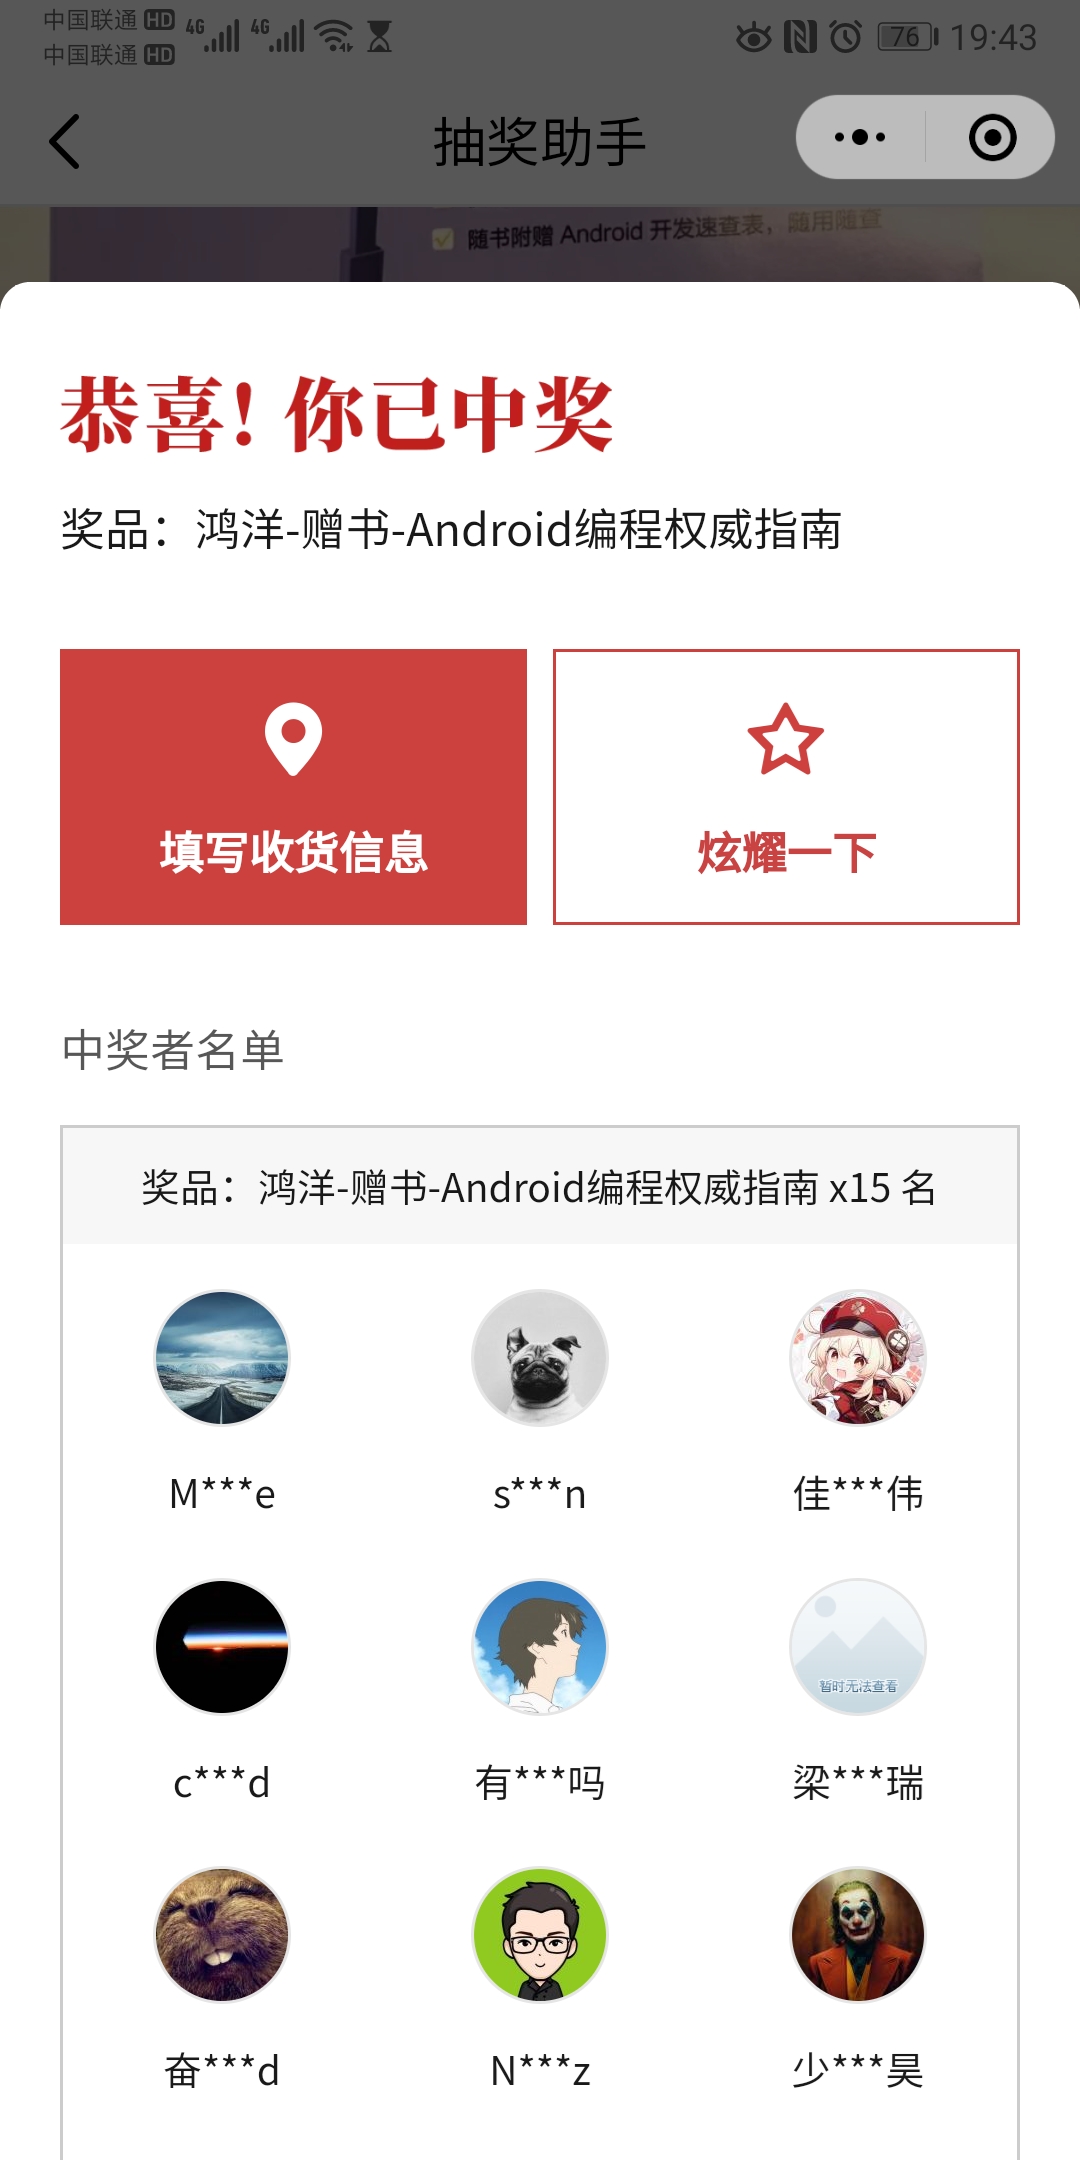 中国联通 HD
中国联通 HD
4G
4G
76
19:43
抽奖助手
随书附赠 Android 开发速查表，随用随查
恭喜！你已中奖
奖品：鸿洋-赠书-Android编程权威指南
填写收货信息
炫耀一下
中奖者名单
奖品：鸿洋-赠书-Android编程权威指南 x15 名
M***e
s***n
佳***伟
暂时无法查看
c***d
有***吗
梁***瑞
奋***d
N***z
少***昊